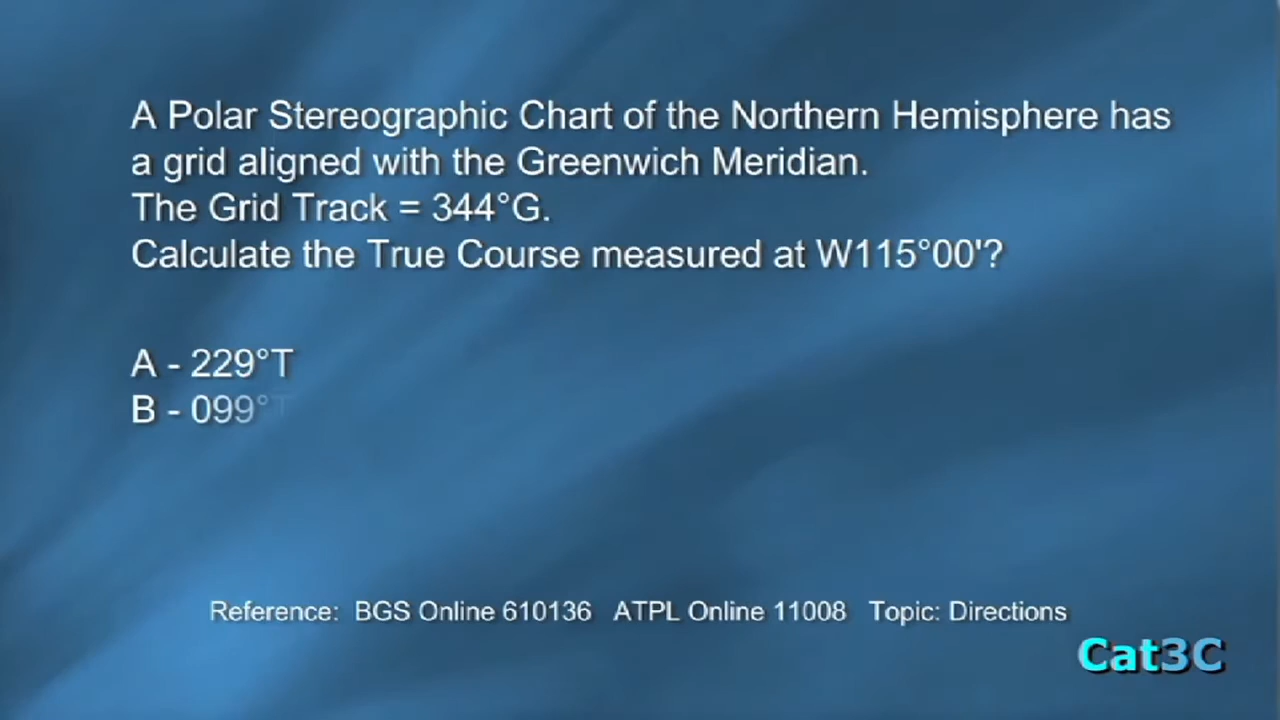 A Polar Stereographic Chart of the Northern Hemisphere has
a grid aligned with the Greenwich Meridian.
The Grid Track = 344°G.
Calculate the True Course measured at W115°00'?
A - 229°T
B - 099°T
Reference: BGS Online 610136 ATPL Online 11008 Topic: Directions
Cat3C